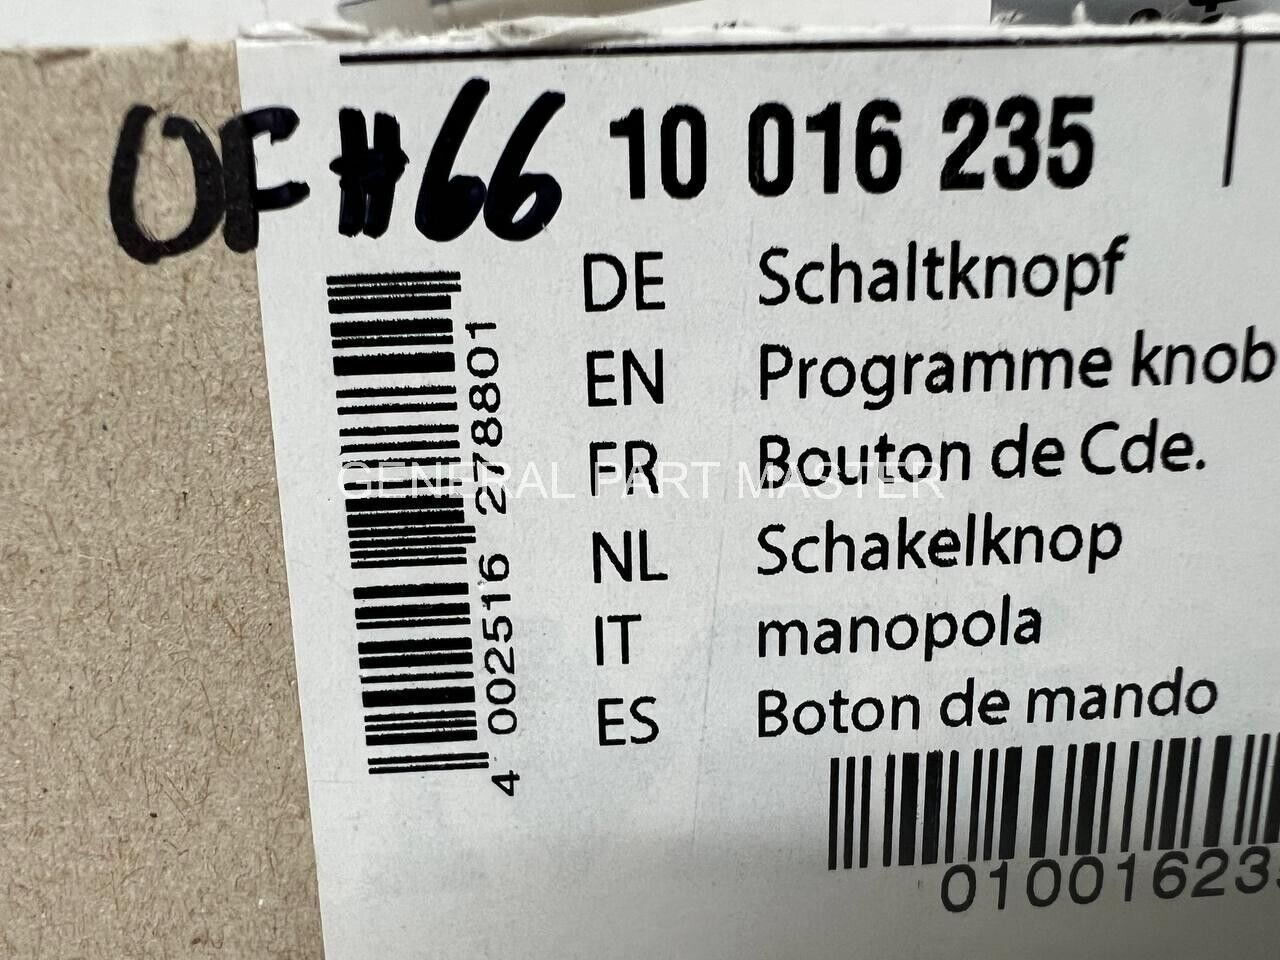 OF #66 10 016 235
DE Schaltknopf
EN Programme knob
FR Bouton de Cde.
NL Schakelknop
IT manopola
ES Boton de mando
4 002516 278801
GENERAL PART MASTER
01001623